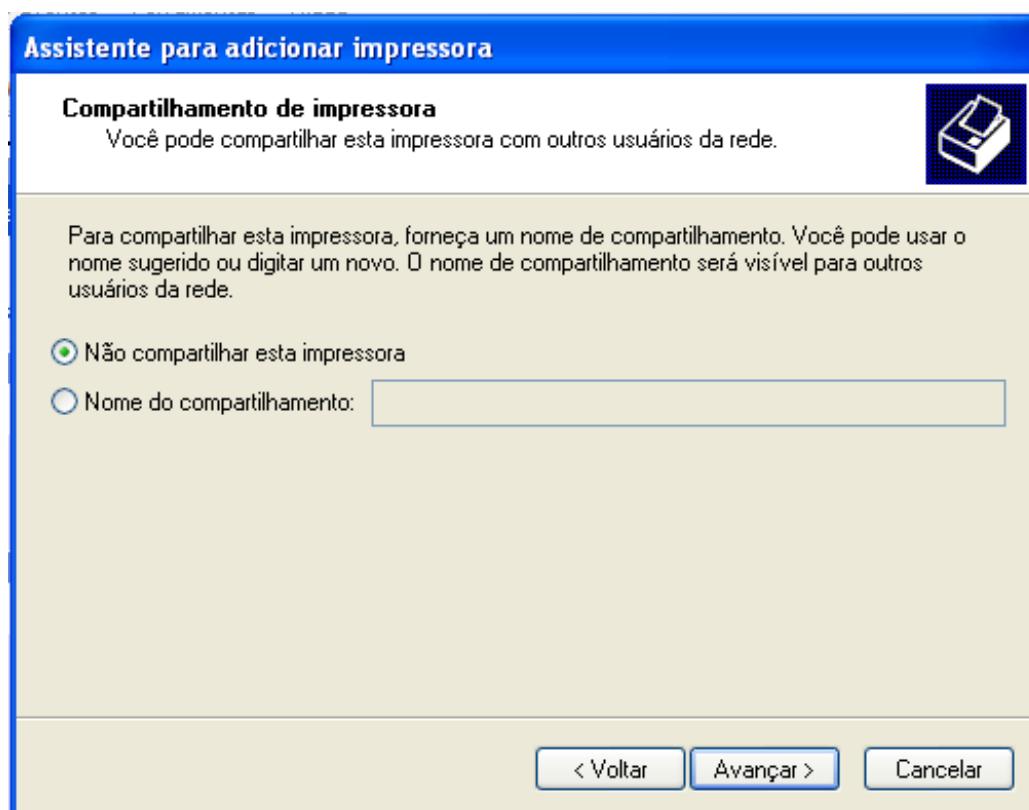 Assistente para adicionar impressora
Compartilhamento de impressora
Você pode compartilhar esta impressora com outros usuários da rede.
Para compartilhar esta impressora, forneça um nome de compartilhamento. Você pode usar o
nome sugerido ou digitar um novo. O nome de compartilhamento será visível para outros
usuários da rede.
Não compartilhar esta impressora
Nome do compartilhamento:
< Voltar
Avançar >
Cancelar